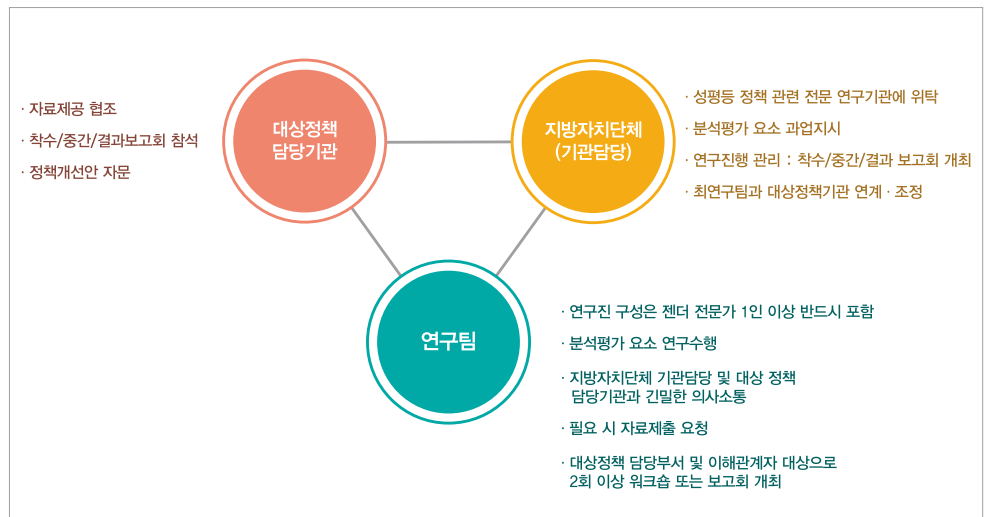 · 자료제공 협조
· 착수/중간/결과보고회 참석
· 정책개선안 자문
대상정책
담당기관
지방자치단체
(기관담당)
· 성평등 정책 관련 전문 연구기관에 위탁
· 분석평가 요소 과업지시
· 연구진행 관리 : 착수/중간/결과 보고회 개최
· 최연구팀과 대상정책기관 연계 · 조정
연구팀
· 연구진 구성은 젠더 전문가 1인 이상 반드시 포함
· 분석평가 요소 연구수행
· 지방자치단체 기관담당 및 대상 정책
담당기관과 긴밀한 의사소통
· 필요 시 자료제출 요청
· 대상정책 담당부서 및 이해관계자 대상으로
2회 이상 워크숍 또는 보고회 개최